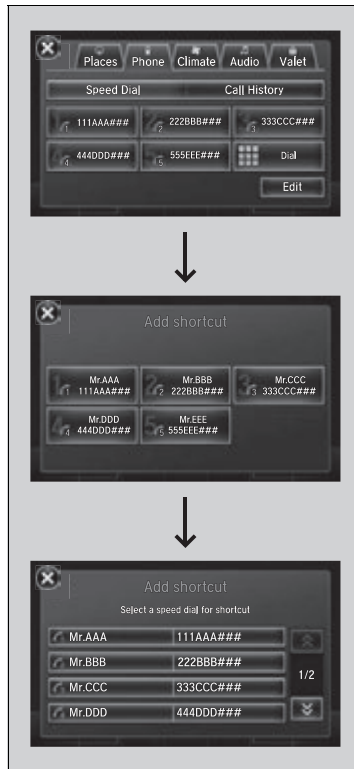 Places Phone Climate Audio Valet
Speed Dial Call History
1 111AAA### 2 222BBB### 3 333CCC###
4 444DDD### 5 555EEE### Dial
Edit
Add shortcut
Mr.AAA Mr.BBB Mr.CCC
1 111AAA### 2 222BBB### 3 333CCC###
Mr.DDD Mr.EEE
4 444DDD### 5 555EEE###
Add shortcut
Select a speed dial for shortcut
Mr.AAA 111AAA###
Mr.BBB 222BBB###
1/2
Mr.CCC 333CCC###
Mr.DDD 444DDD###